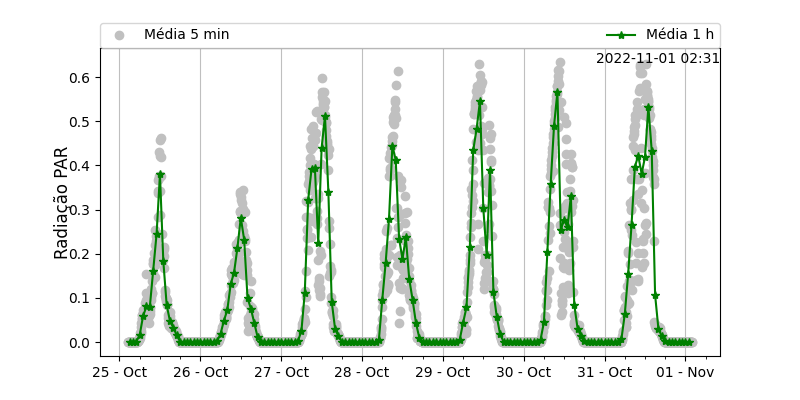 Média 5 min
Média 1 h
2022-11-01 02:31
Radiação PAR
0.6
0.5
0.4
0.3
0.2
0.1
0.0
25 - Oct
26 - Oct
27 - Oct
28 - Oct
29 - Oct
30 - Oct
31 - Oct
01 - Nov